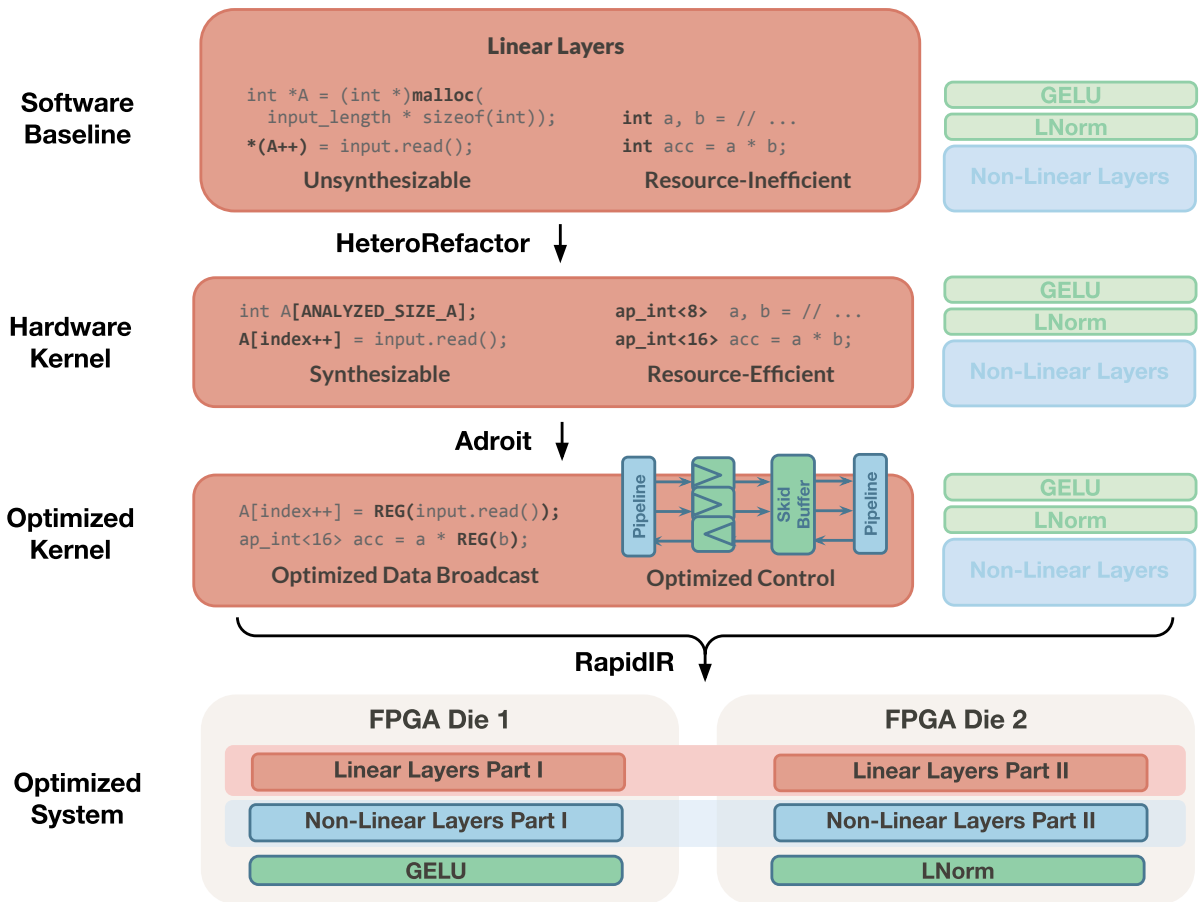 Linear Layers
Software
Baseline
int *A = (int *)malloc(
input_length * sizeof(int));
*(A++) = input.read();
Unsynthesizable
int a, b = // ...
int acc = a * b;
Resource-Inefficient
GELU
LNorm
Non-Linear Layers
HeteroRefactor
Hardware
Kernel
int A[ANALYZED_SIZE_A];
A[index++] = input.read();
Synthesizable
ap_int<8> a, b = // ...
ap_int<16> acc = a * b;
Resource-Efficient
GELU
LNorm
Non-Linear Layers
Adroit
Optimized
Kernel
A[index++] = REG(input.read());
ap_int<16> acc = a * REG(b);
Optimized Data Broadcast
Pipeline
Skid
Buffer
Pipeline
Optimized Control
GELU
LNorm
Non-Linear Layers
RapidIR
Optimized
System
FPGA Die 1
Linear Layers Part I
Non-Linear Layers Part I
GELU
FPGA Die 2
Linear Layers Part II
Non-Linear Layers Part II
LNorm